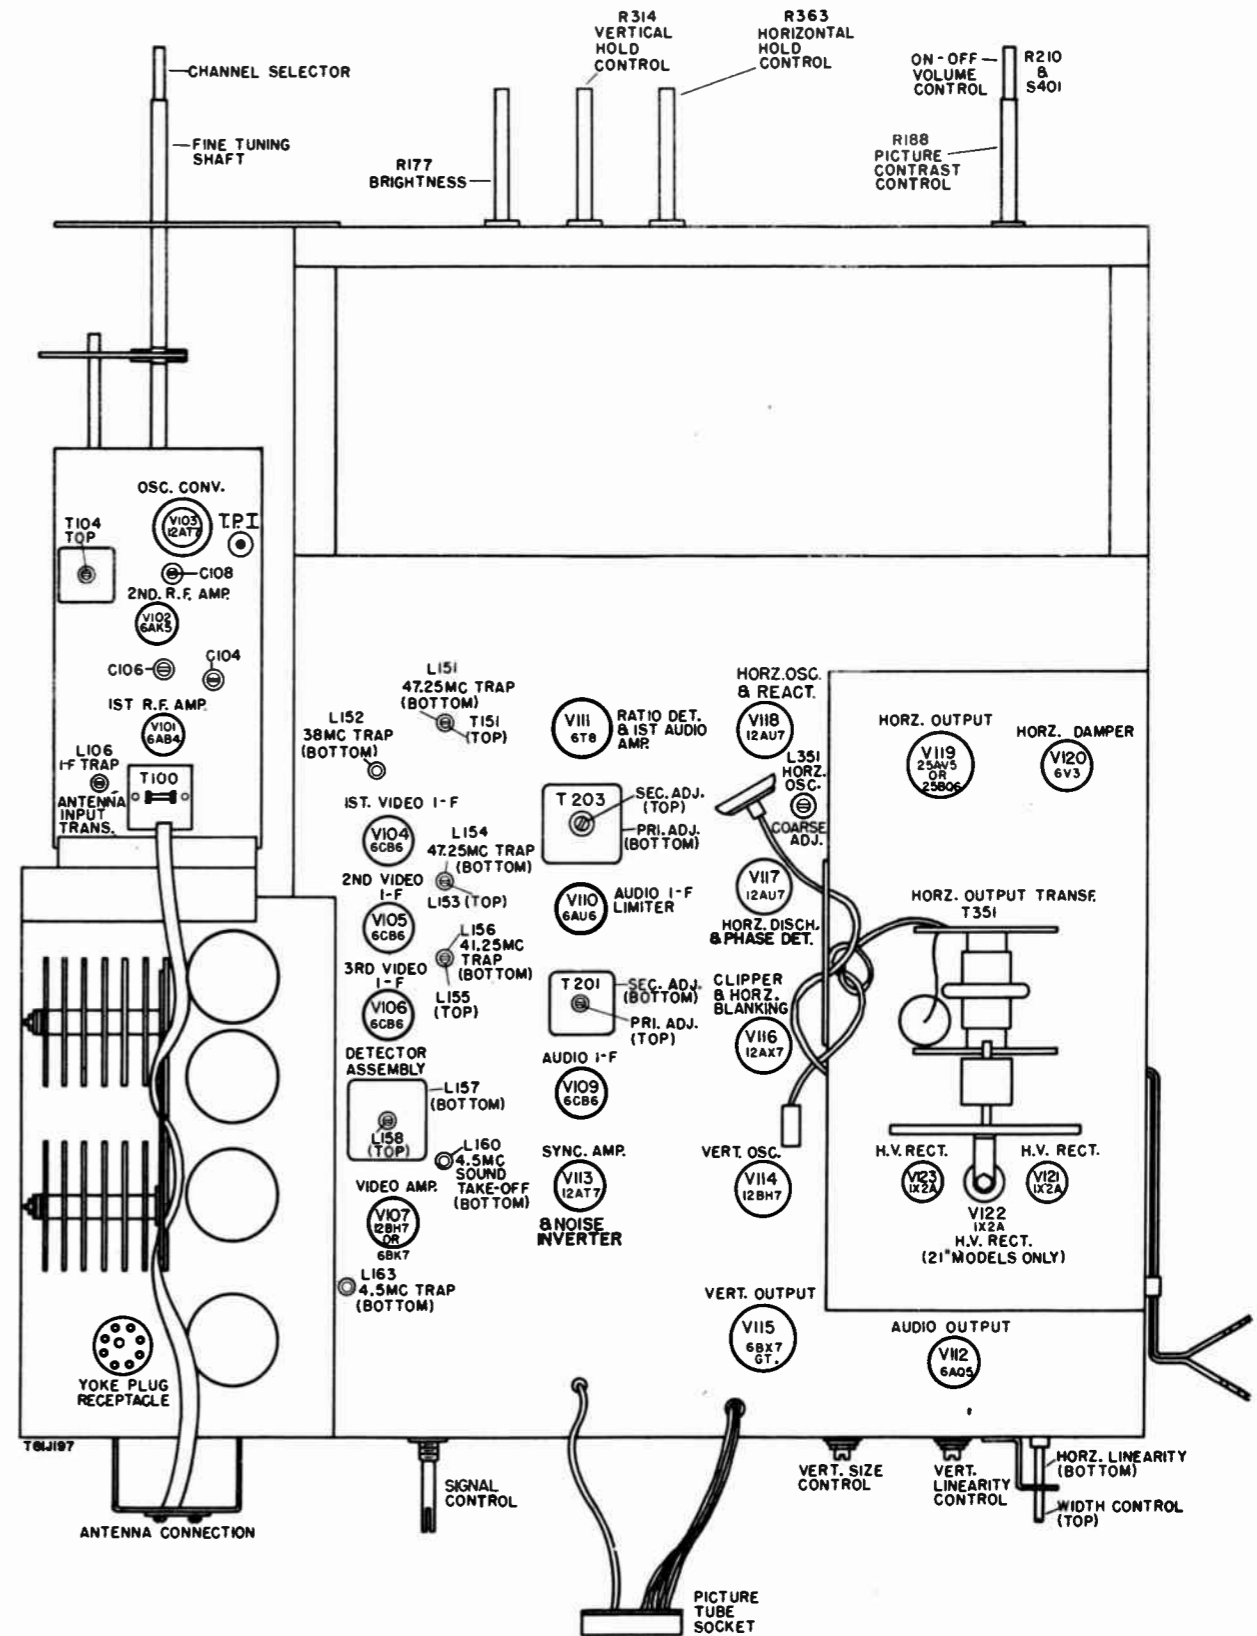 R314
VERTICAL
HOLD
CONTROL
R363
HORIZONTAL
HOLD
CONTROL
CHANNEL SELECTOR
ON-OFF
VOLUME
CONTROL
R210
&
S401
FINE TUNING
SHAFT
R177
BRIGHTNESS
R188
PICTURE
CONTRAST
CONTROL
OSC. CONV.
V103
12AT7
T.P.I
T104
TOP
C108
2ND. R.F. AMP.
V102
6AK5
C106
C104
1ST R.F. AMP.
V101
6AB4
L106
I-F TRAP
T100
ANTENNA
INPUT
TRANS.
L151
47.25MC TRAP
(BOTTOM)
T151
(TOP)
L152
38MC TRAP
(BOTTOM)
V111
6T8
RATIO DET.
& 1ST AUDIO
AMP.
HORZ. OSC.
& REACT.
V118
12AU7
L351
HORZ.
OSC.
COARSE
ADJ.
HORZ. OUTPUT
V119
25AV5
OR
25BQ6
HORZ. DAMPER
V120
6V3
1ST. VIDEO I-F
V104
6CB6
L154
47.25MC TRAP
(BOTTOM)
L153 (TOP)
T203
SEC. ADJ.
(TOP)
PRI. ADJ.
(BOTTOM)
2ND VIDEO
I-F
V105
6CB6
V110
6AU6
AUDIO I-F
LIMITER
V117
12AU7
HORZ. DISCH.
& PHASE DET.
HORZ. OUTPUT TRANSF.
T351
L156
41.25MC
TRAP
(BOTTOM)
L155
(TOP)
3RD VIDEO
I-F
V106
6CB6
T201
SEC. ADJ.
(BOTTOM)
PRI. ADJ.
(TOP)
CLIPPER
& HORZ.
BLANKING
V116
12AX7
DETECTOR
ASSEMBLY
L157
(BOTTOM)
L158
(TOP)
AUDIO I-F
V109
6CB6
L160
4.5MC
SOUND
TAKE-OFF
(BOTTOM)
SYNC. AMP.
V113
12AT7
& NOISE
INVERTER
VERT. OSC.
V114
12BH7
H.V. RECT.
V123
1X2A
H.V. RECT.
V121
1X2A
V122
1X2A
H.V. RECT.
(21" MODELS ONLY)
VIDEO AMP.
V107
12BH7
OR
6BK7
L163
4.5MC TRAP
(BOTTOM)
VERT. OUTPUT
V115
6BX7
GT.
AUDIO OUTPUT
V112
6AQ5
YOKE PLUG
RECEPTACLE
T61J197
ANTENNA CONNECTION
SIGNAL
CONTROL
VERT. SIZE
CONTROL
VERT.
LINEARITY
CONTROL
HORZ. LINEARITY
(BOTTOM)
WIDTH CONTROL
(TOP)
PICTURE
TUBE
SOCKET